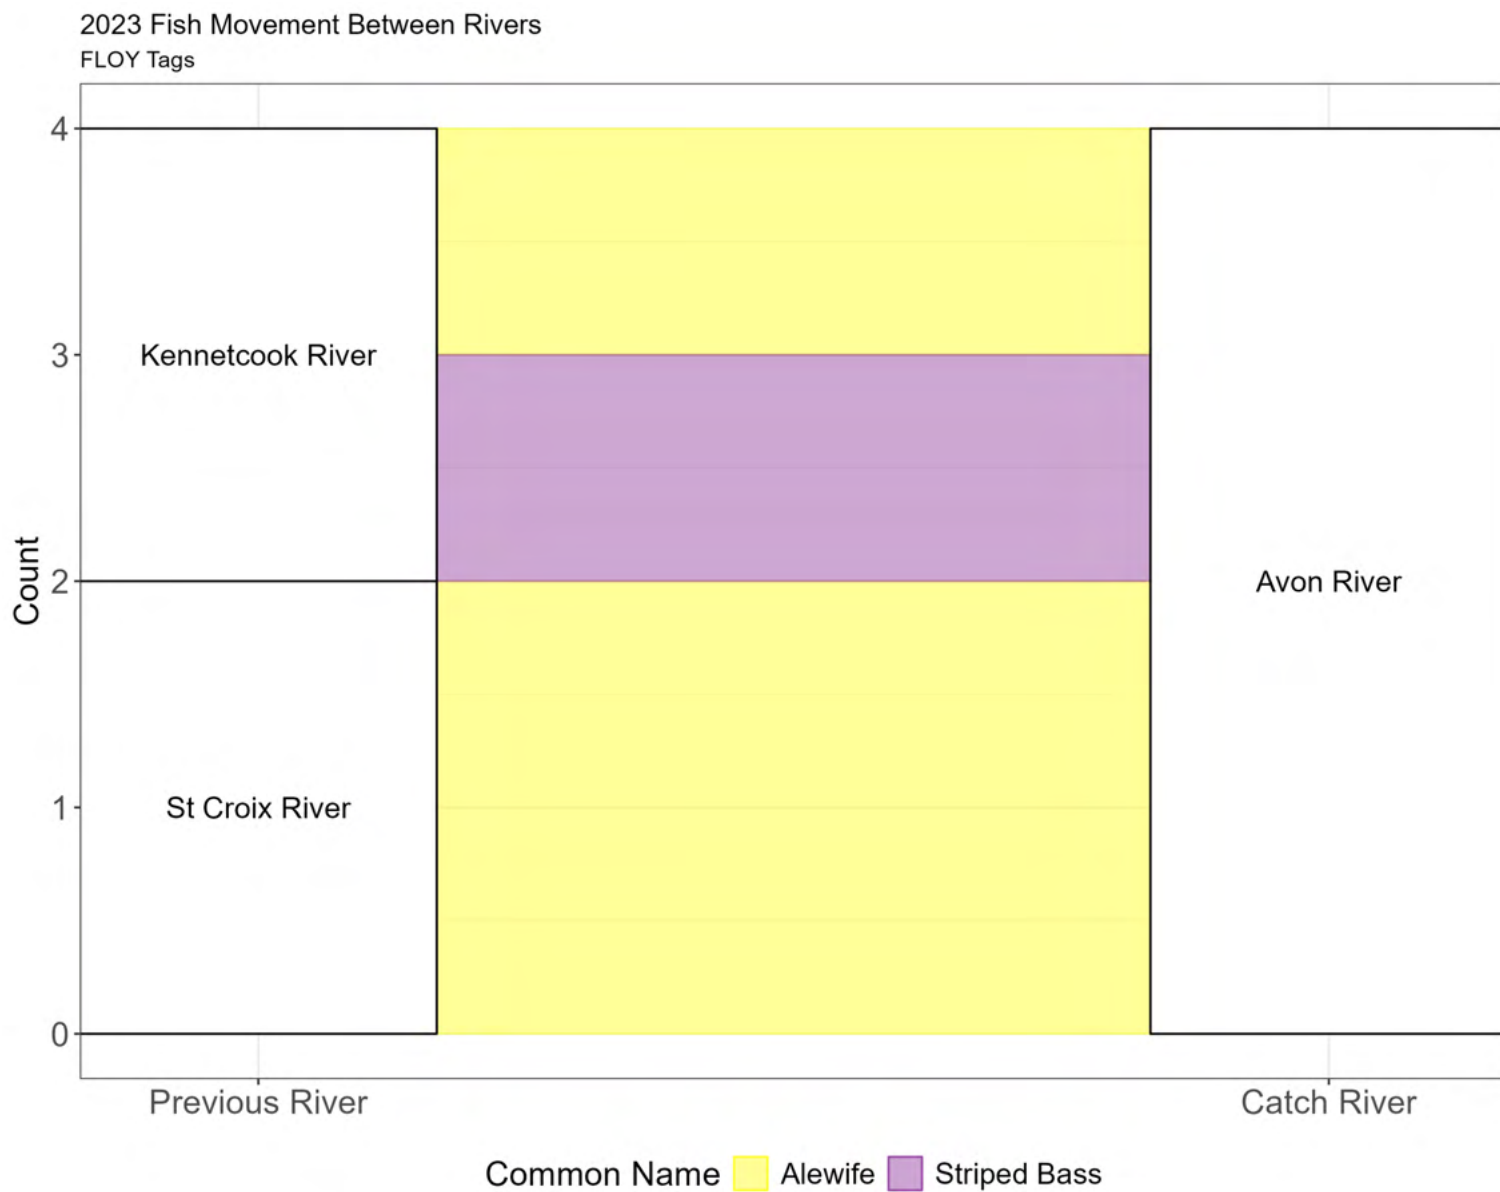 2023 Fish Movement Between Rivers
FLOY Tags
4
Kennetcook River
3
Count
2
Avon River
St Croix River
1
0
Previous River
Catch River
Common Name Alewife Striped Bass